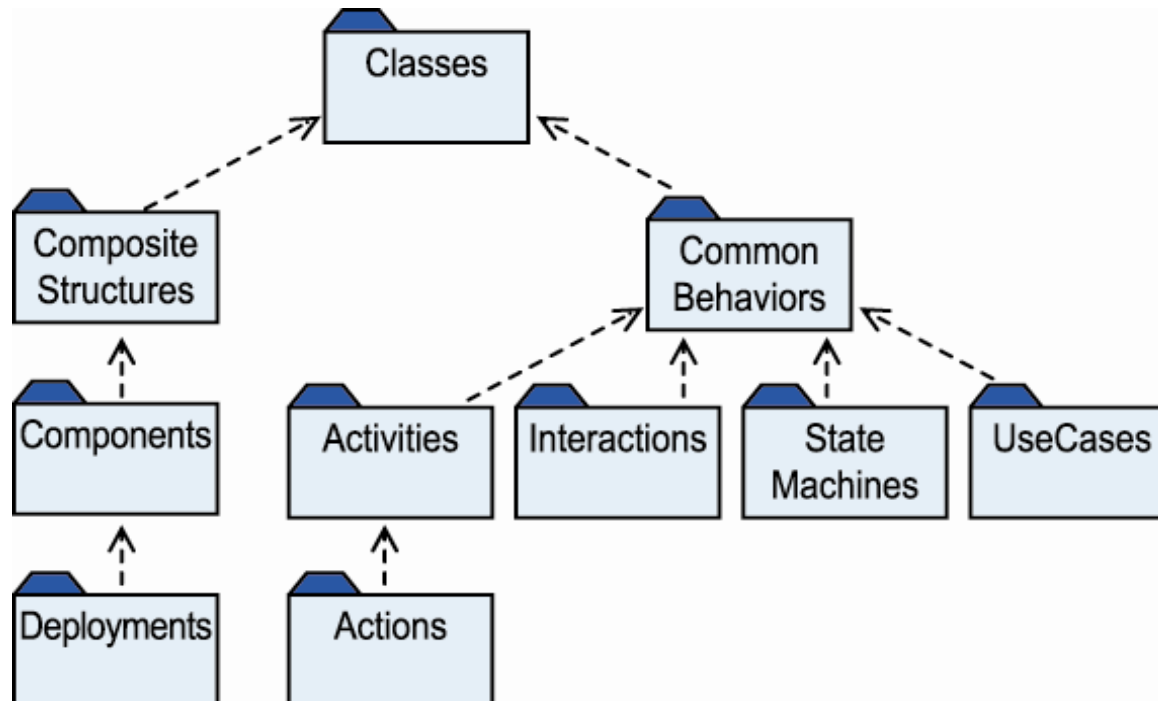 Classes
Composite
Structures
Common
Behaviors
Components
Activities
Interactions
State
Machines
UseCases
Deployments
Actions